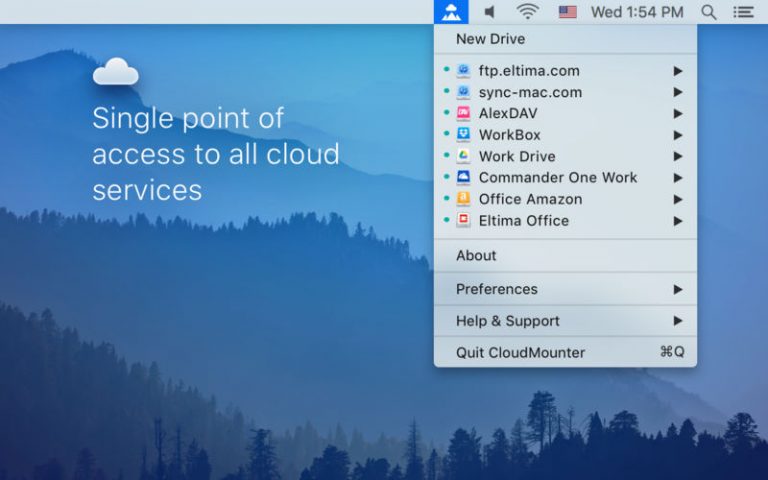 Wed 1:54 PM
Single point of
access to all cloud
services
New Drive
ftp.eltima.com
sync-mac.com
AlexDAV
WorkBox
Work Drive
Commander One Work
Office Amazon
Eltima Office
About
Preferences
Help & Support
Quit CloudMounter ⌘Q